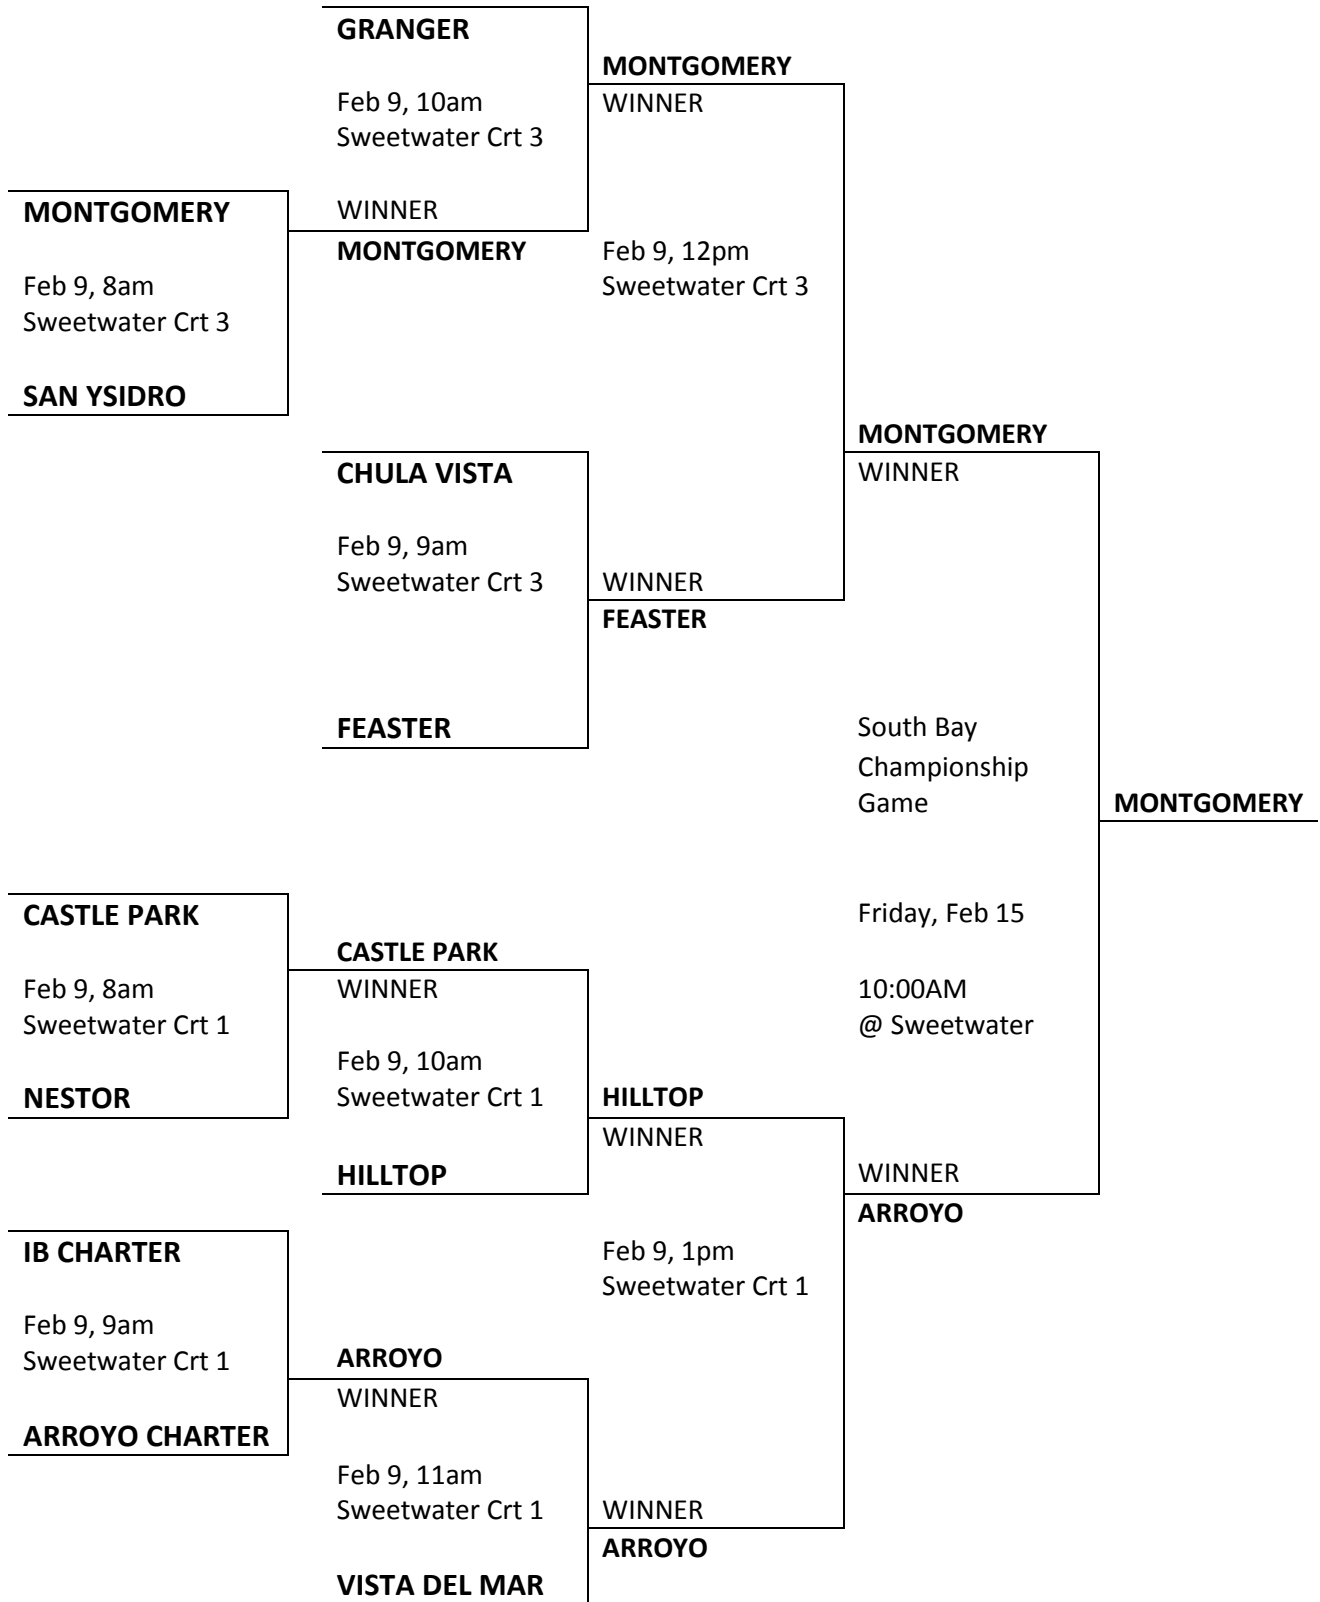 GRANGER
MONTGOMERY
Feb 9, 10am
WINNER
Sweetwater Crt 3
MONTGOMERY
WINNER
MONTGOMERY
Feb 9, 12pm
Feb 9, 8am
Sweetwater Crt 3
Sweetwater Crt 3
SAN YSIDRO
MONTGOMERY
CHULA VISTA
WINNER
Feb 9, 9am
Sweetwater Crt 3
WINNER
FEASTER
FEASTER
South Bay
Championship
Game
MONTGOMERY
CASTLE PARK
Friday, Feb 15
CASTLE PARK
Feb 9, 8am
WINNER
10:00AM
Sweetwater Crt 1
@ Sweetwater
Feb 9, 10am
NESTOR
Sweetwater Crt 1
HILLTOP
WINNER
HILLTOP
WINNER
ARROYO
IB CHARTER
Feb 9, 1pm
Sweetwater Crt 1
Feb 9, 9am
Sweetwater Crt 1
ARROYO
WINNER
ARROYO CHARTER
Feb 9, 11am
Sweetwater Crt 1
WINNER
ARROYO
VISTA DEL MAR